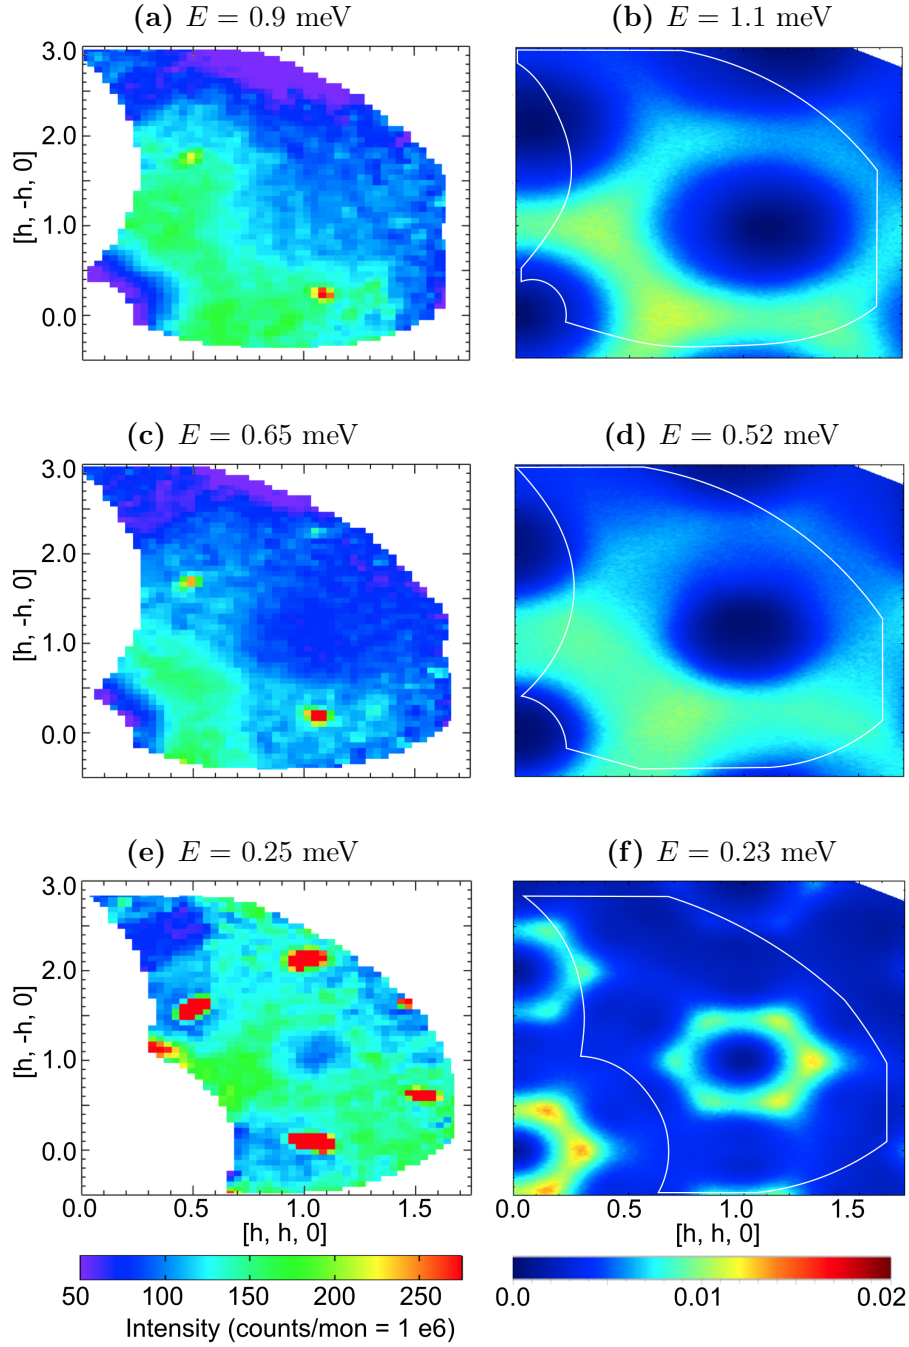 (a) E = 0.9 meV
(b) E = 1.1 meV
3.0
2.0
1.0
0.0
[h, -h, 0]
(c) E = 0.65 meV
(d) E = 0.52 meV
3.0
2.0
1.0
0.0
[h, -h, 0]
(e) E = 0.25 meV
(f) E = 0.23 meV
3.0
2.0
1.0
0.0
[h, -h, 0]
0.0 0.5 1.0 1.5
[h, h, 0]
0.0 0.5 1.0 1.5
[h, h, 0]
50 100 150 200 250
Intensity (counts/mon = 1 e6)
0.0 0.01 0.02